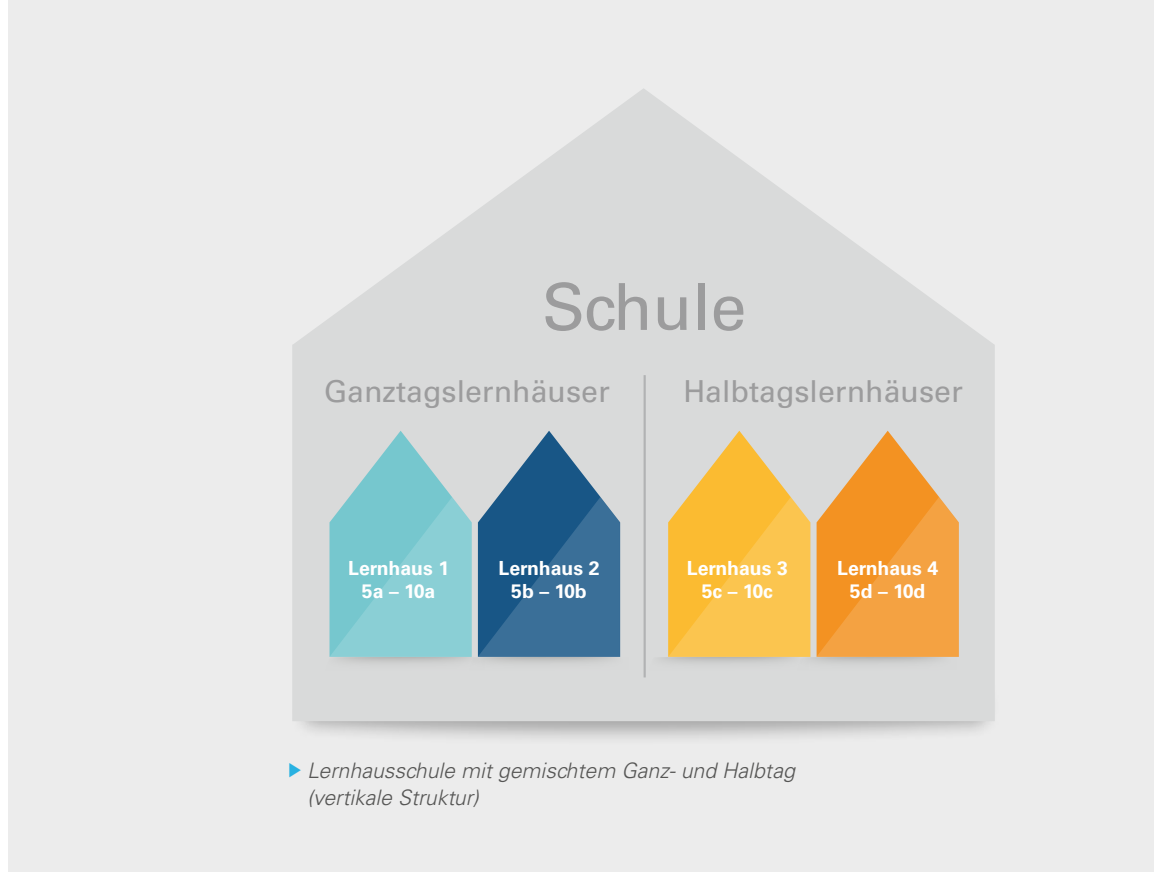 Schule
Ganztagslernhäuser
Halbtagslernhäuser
Lernhaus 1
5a – 10a
Lernhaus 2
5b – 10b
Lernhaus 3
5c – 10c
Lernhaus 4
5d – 10d
Lernhausschule mit gemischtem Ganz- und Halbtag
(vertikale Struktur)